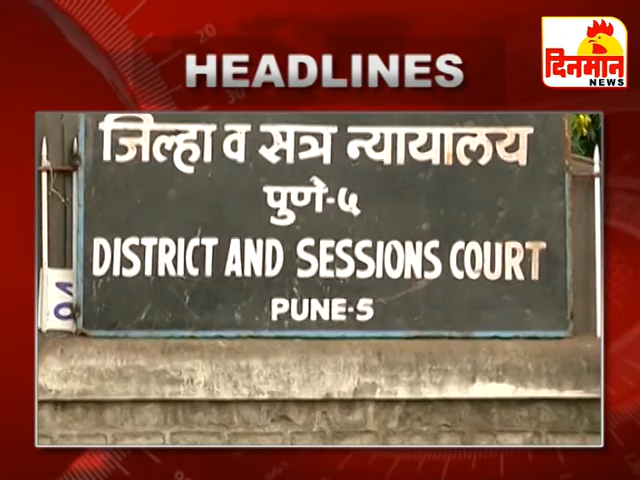 HEADLINES
दिनमान
NEWS
जिल्हा व सत्र न्यायालय
पुणे-५
DISTRICT AND SESSIONS COURT
PUNE-5